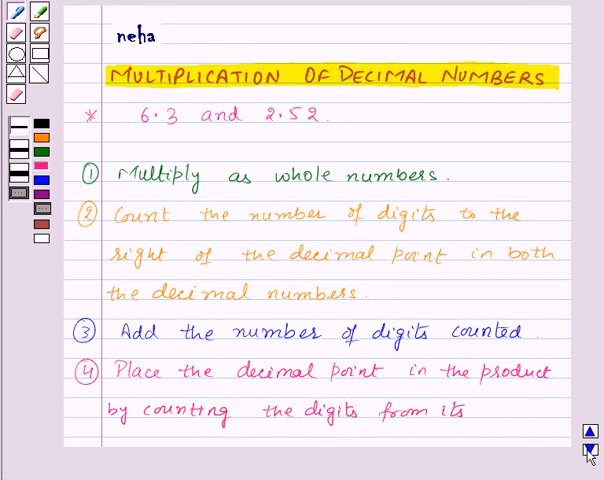 neha
MULTIPLICATION OF DECIMAL NUMBERS
* 6.3 and 2.52.
① Multiply as whole numbers.
② Count the number of digits to the
right of the decimal point in both
the decimal numbers.
③ Add the number of digits counted.
④ Place the decimal point in the product
by counting the digits from its